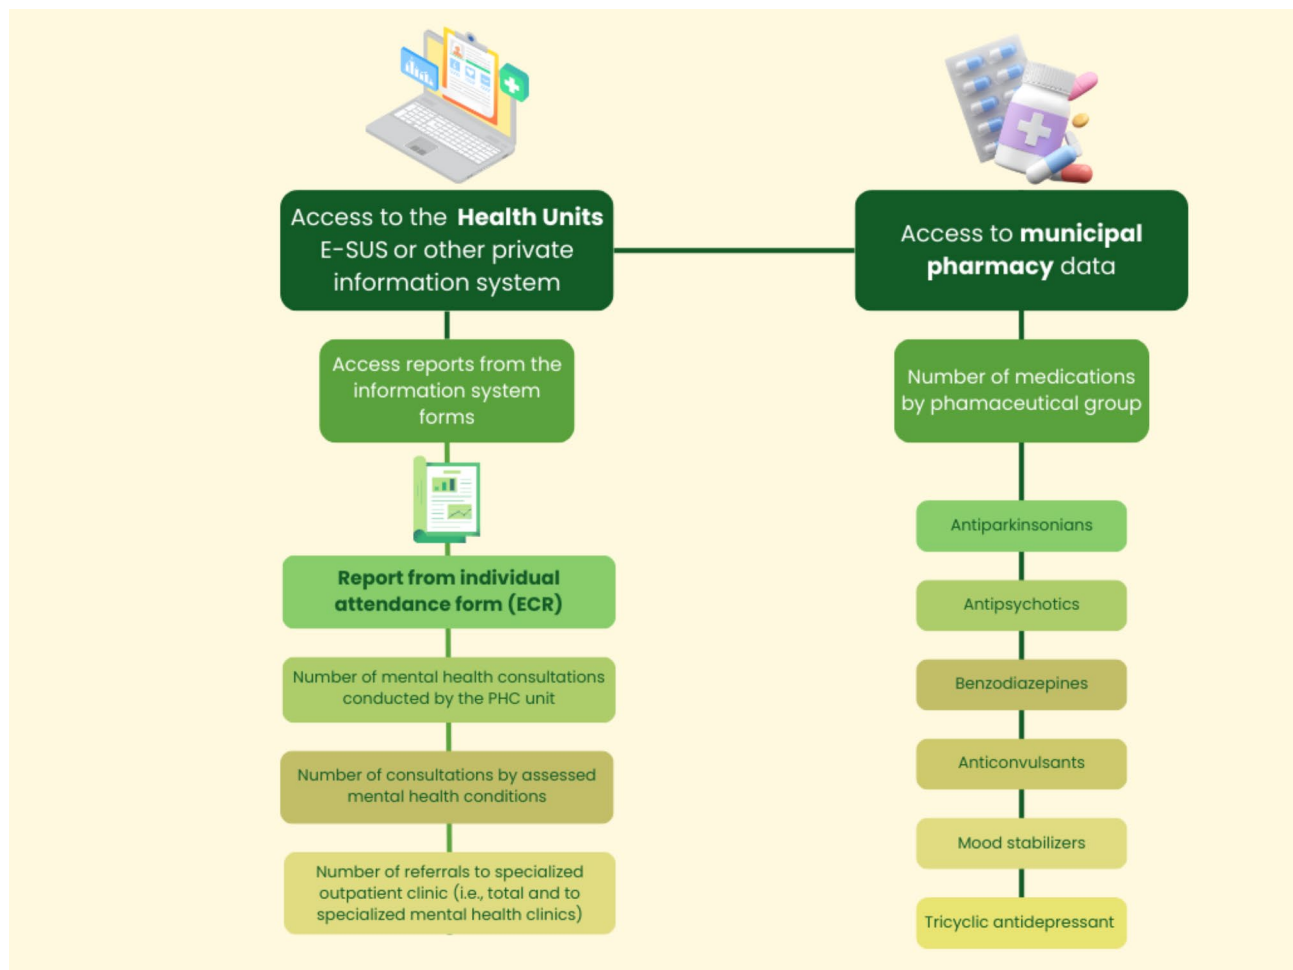 Access to the Health Units
E-SUS or other private
information system
Access to municipal
pharmacy data
Access reports from the
information system
forms
Number of medications
by phamaceutical group
Report from individual
attendance form (ECR)
Number of mental health consultations
conducted by the PHC unit
Number of consultations by assessed
mental health conditions
Number of referrals to specialized
outpatient clinic (i.e., total and to
specialized mental health clinics)
Antiparkinsonians
Antipsychotics
Benzodiazepines
Anticonvulsants
Mood stabilizers
Tricyclic antidepressant